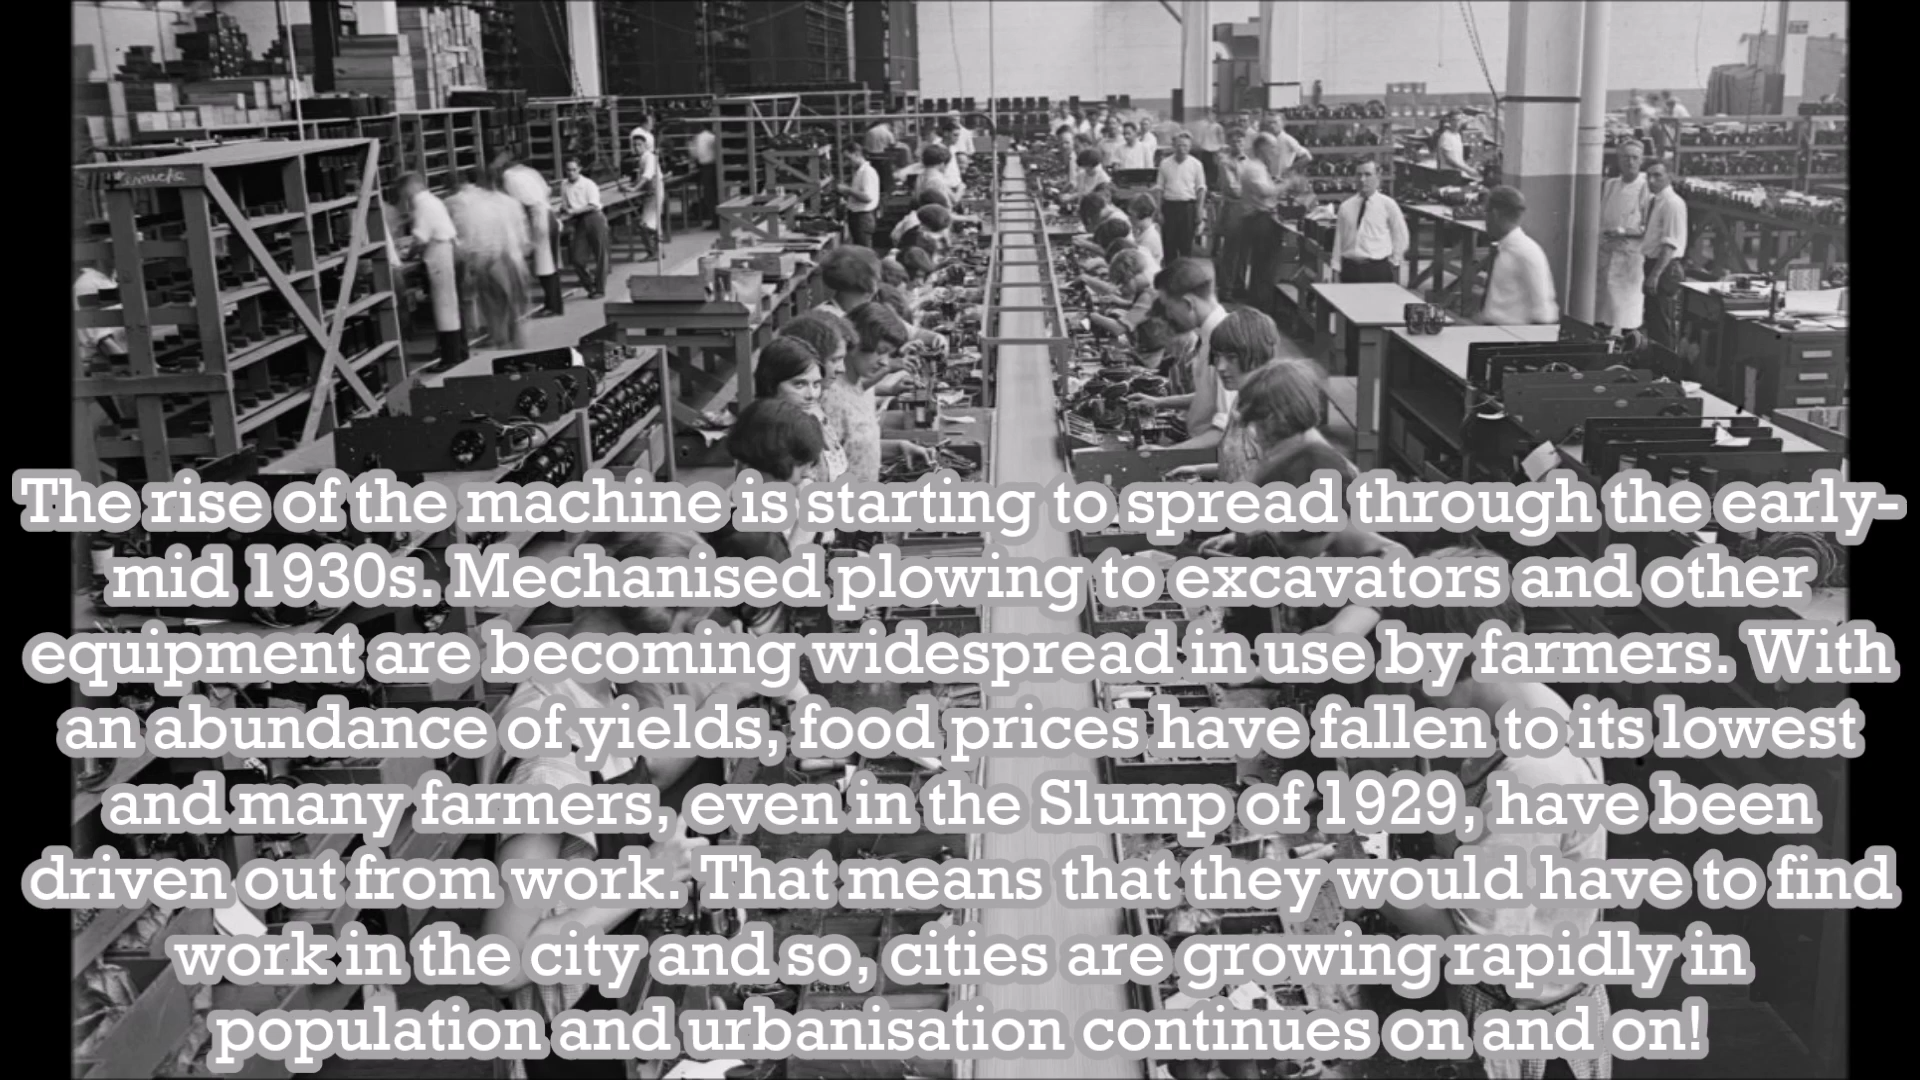 The rise of the machine is starting to spread through the early-
mid 1930s. Mechanised plowing to excavators and other
equipment are becoming widespread in use by farmers. With
an abundance of yields, food prices have fallen to its lowest
and many farmers, even in the Slump of 1929, have been
driven out from work. That means that they would have to find
work in the city and so, cities are growing rapidly in
population and urbanisation continues on and on!